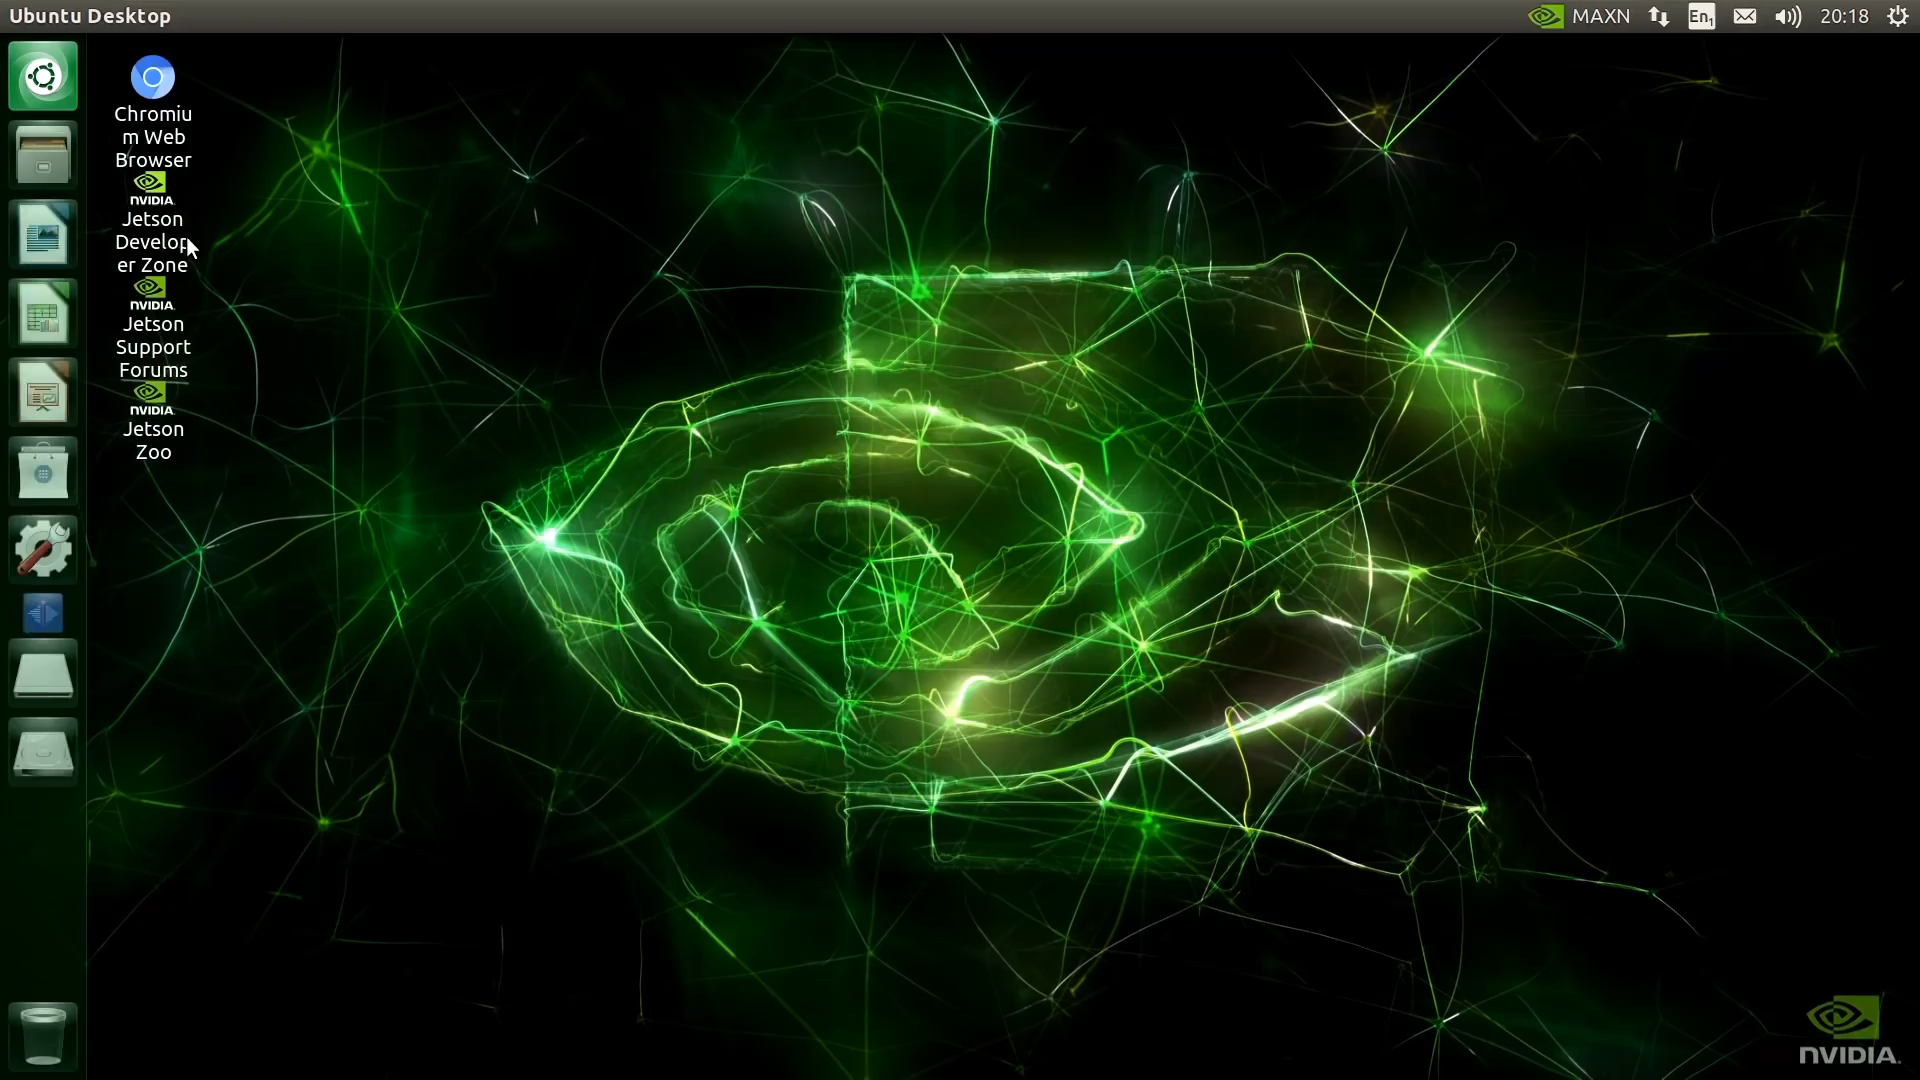 Ubuntu Desktop
MAXN
En1
20:18
Chromiu
m Web
Browser
NVIDIA.
Jetson
Develop
er Zone
NVIDIA.
Jetson
Support
Forums
NVIDIA.
Jetson
Zoo
NVIDIA.